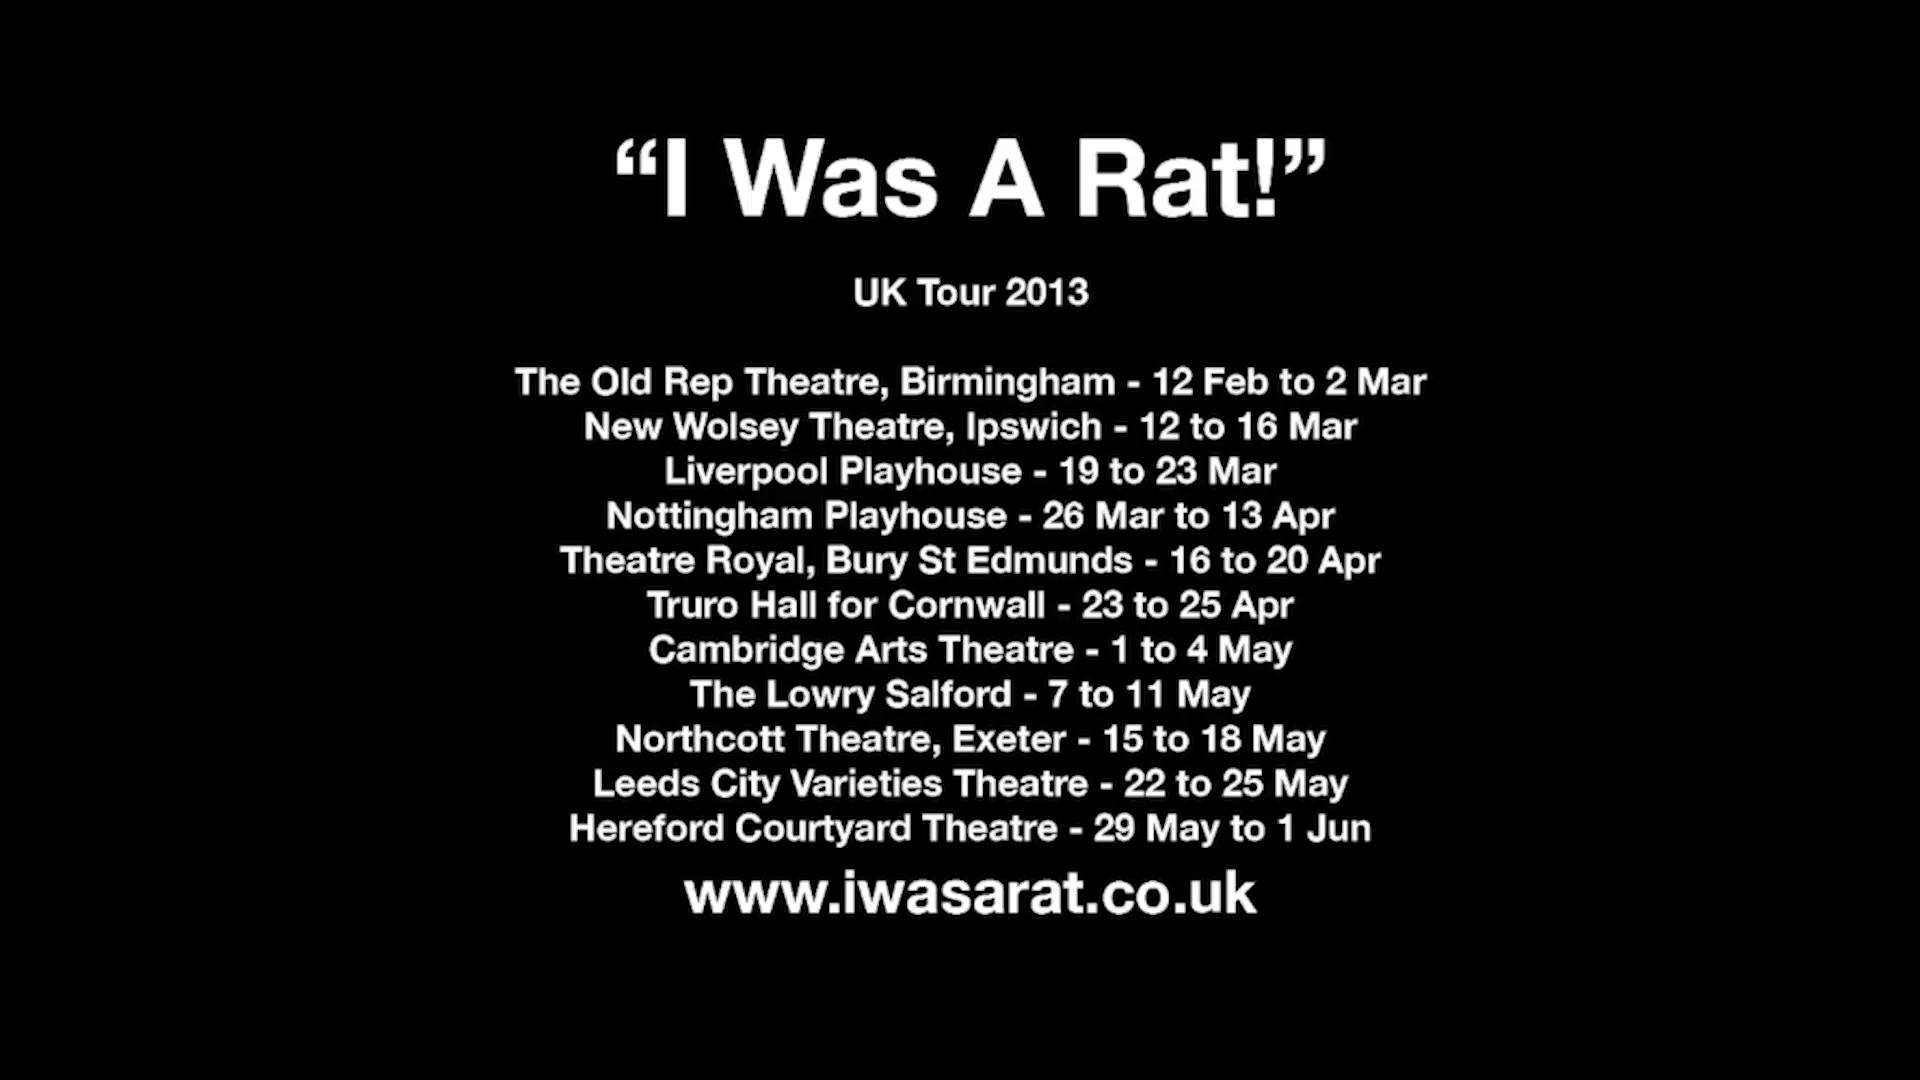 “I Was A Rat!”
UK Tour 2013
The Old Rep Theatre, Birmingham - 12 Feb to 2 Mar
New Wolsey Theatre, Ipswich - 12 to 16 Mar
Liverpool Playhouse - 19 to 23 Mar
Nottingham Playhouse - 26 Mar to 13 Apr
Theatre Royal, Bury St Edmunds - 16 to 20 Apr
Truro Hall for Cornwall - 23 to 25 Apr
Cambridge Arts Theatre - 1 to 4 May
The Lowry Salford - 7 to 11 May
Northcott Theatre, Exeter - 15 to 18 May
Leeds City Varieties Theatre - 22 to 25 May
Hereford Courtyard Theatre - 29 May to 1 Jun
www.iwasarat.co.uk